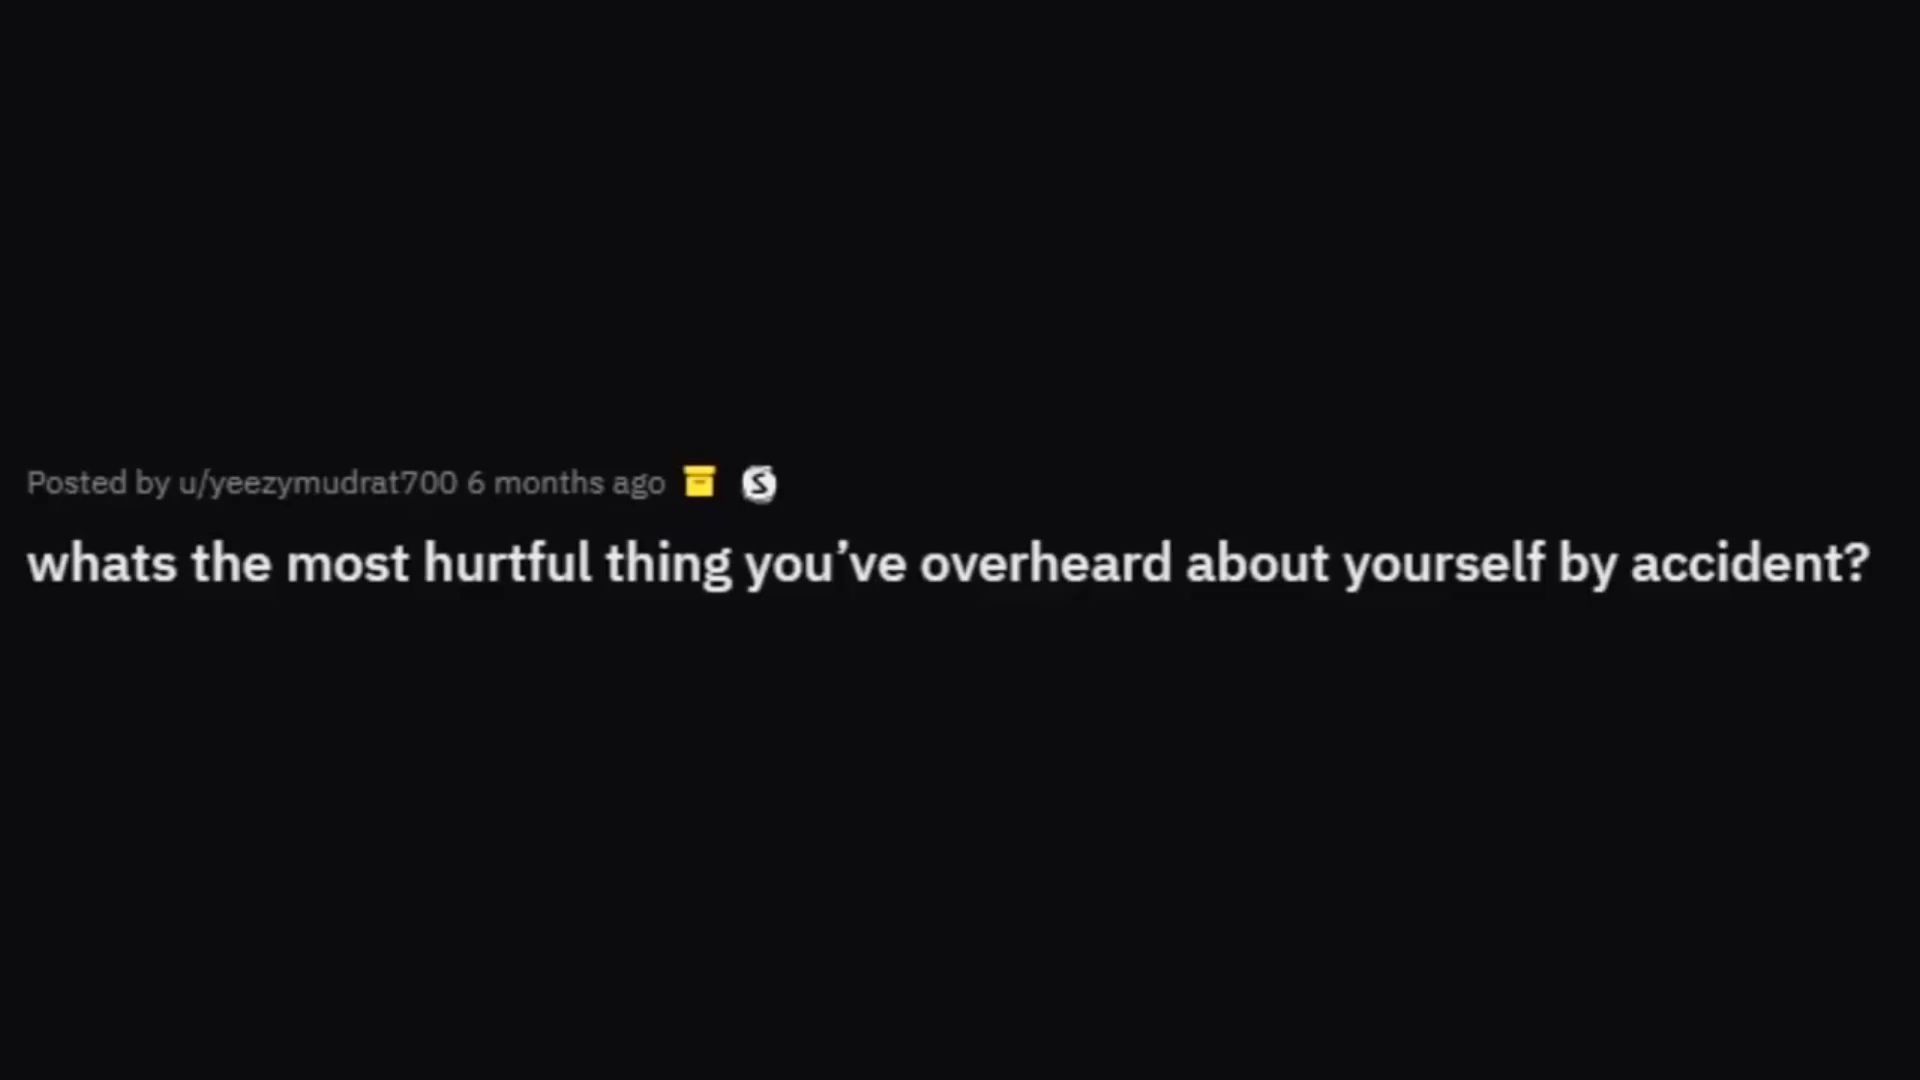 Posted by u/yeezymudrat700 6 months ago
whats the most hurtful thing you’ve overheard about yourself by accident?